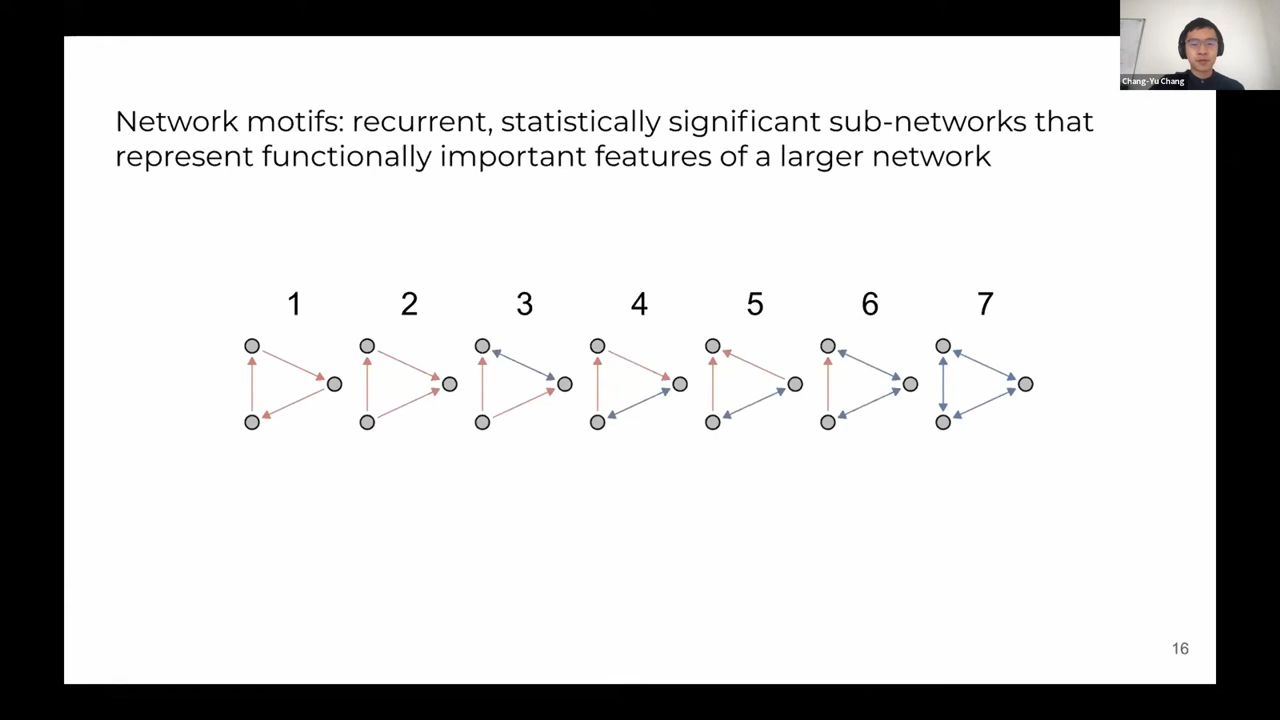 Chang-Yu Chang
Network motifs: recurrent, statistically significant sub-networks that
represent functionally important features of a larger network
1 2 3 4 5 6 7
16